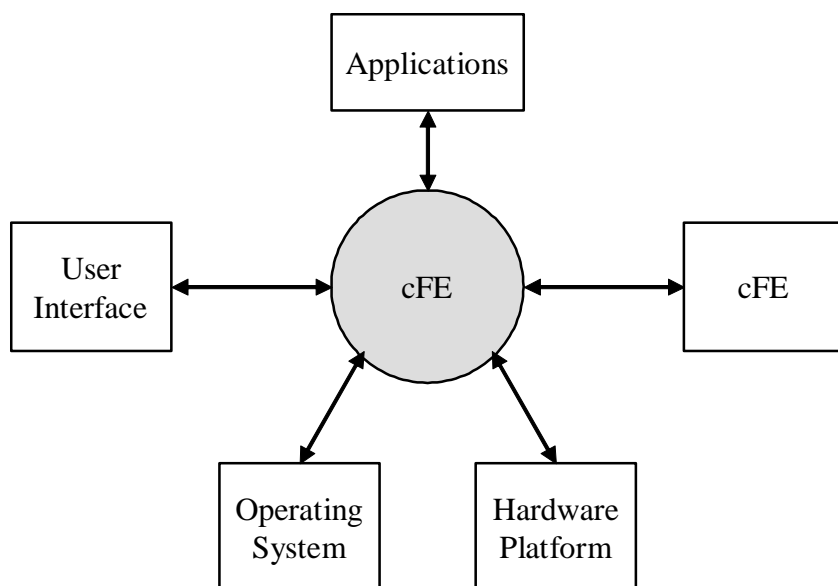 Applications
User
Interface
cFE
cFE
Operating
System
Hardware
Platform